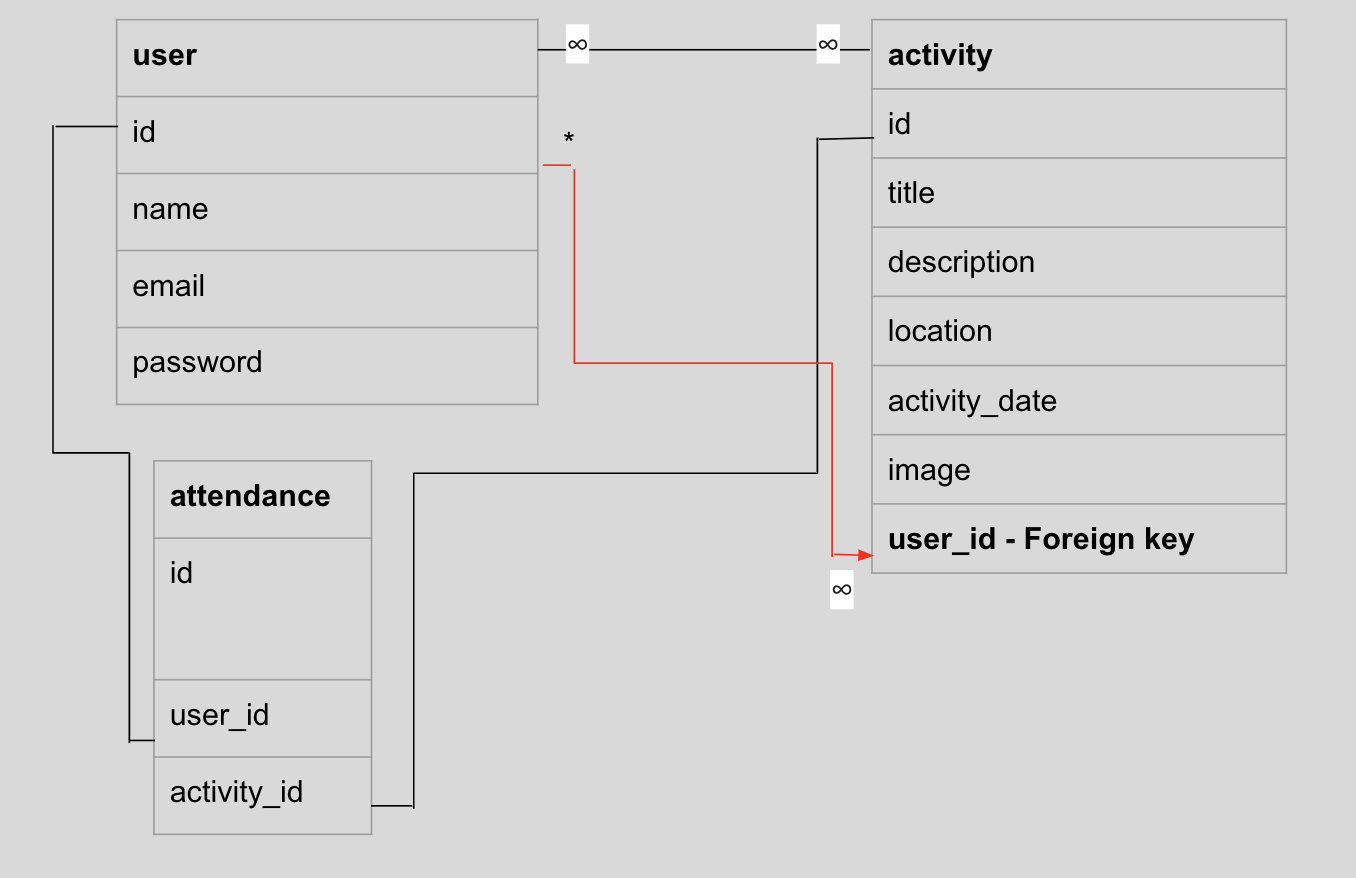 user
id
name
email
password
∞
∞
*
activity
id
title
description
location
activity_date
image
user_id - Foreign key
∞
attendance
id
user_id
activity_id